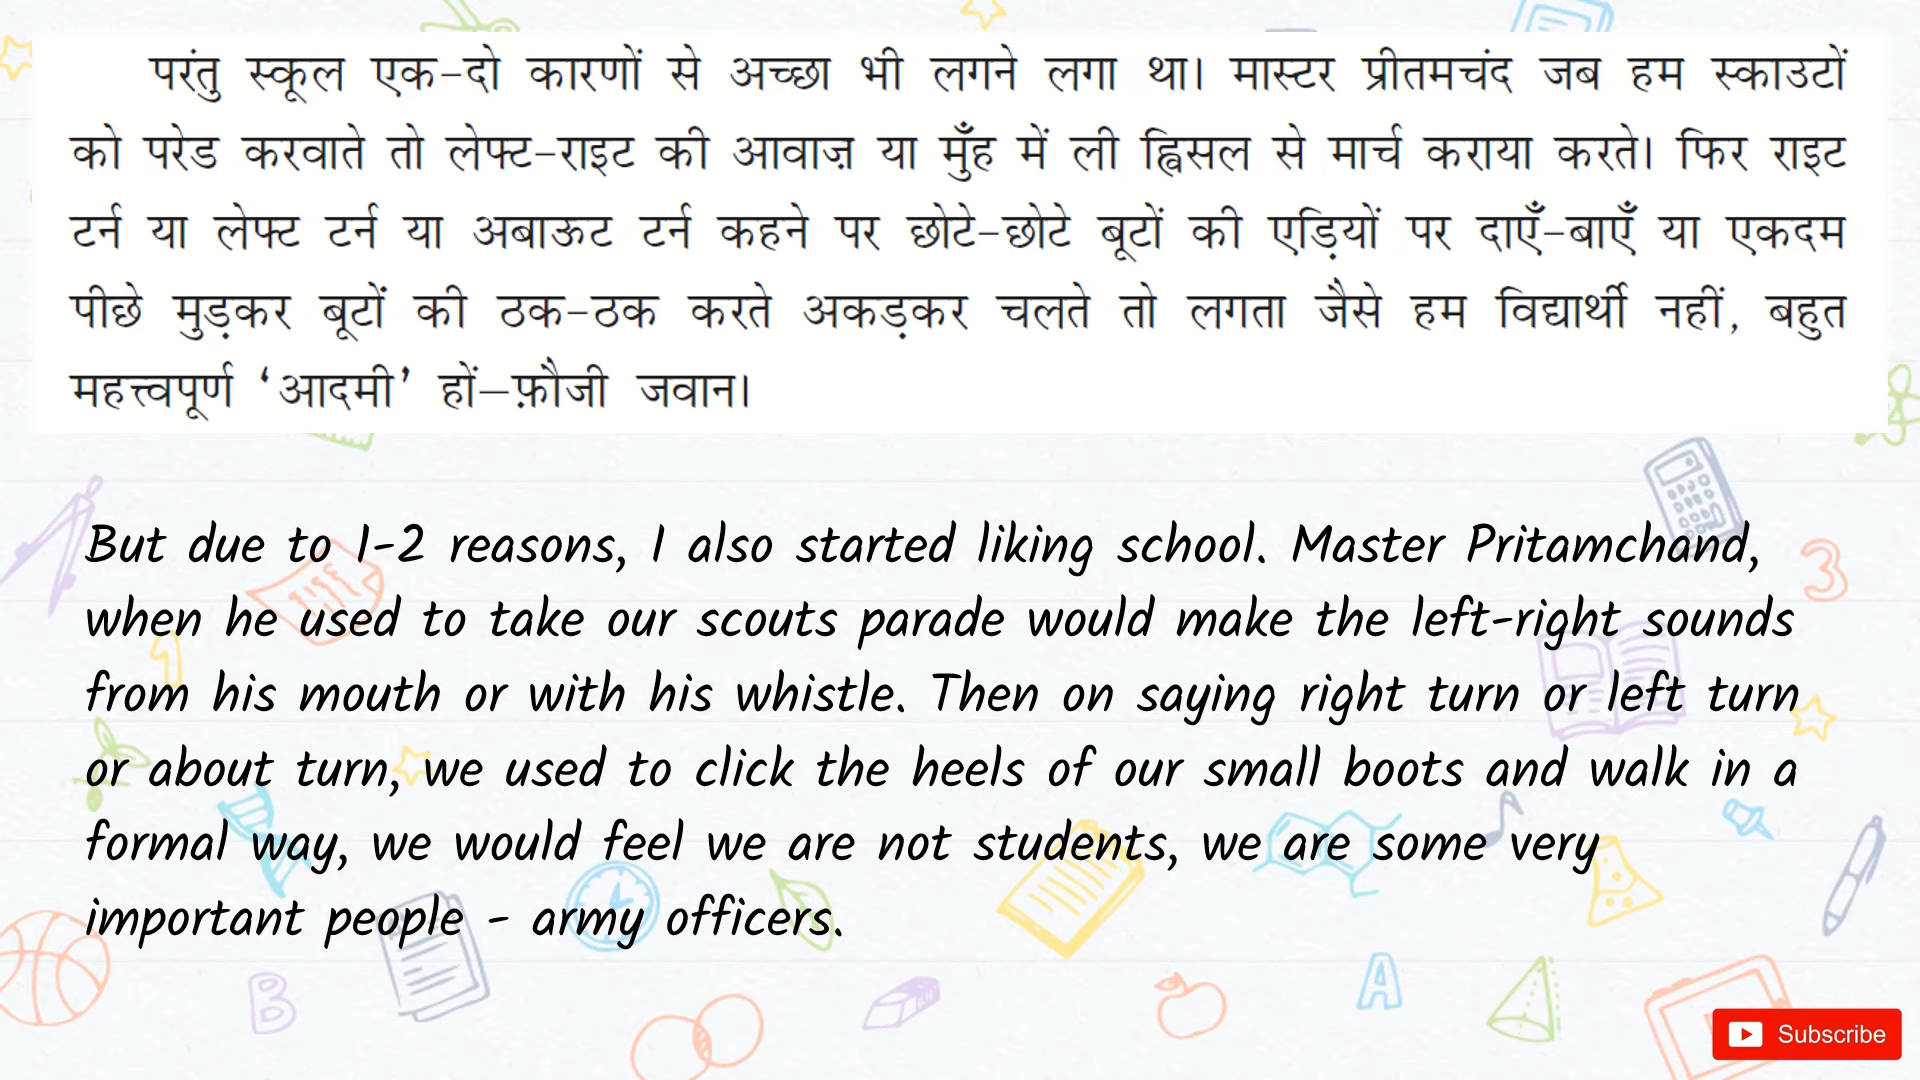 परंतु स्कूल एक-दो कारणों से अच्छा भी लगने लगा था। मास्टर प्रीतमचंद जब हम स्काउटों
को परेड करवाते तो लेफ्ट-राइट की आवाज़ या मुँह में ली ह्विसल से मार्च कराया करते। फिर राइट
टर्न या लेफ्ट टर्न या अबाऊट टर्न कहने पर छोटे-छोटे बूटों की एड़ियों पर दाएँ-बाएँ या एकदम
पीछे मुड़कर बूटों की ठक-ठक करते अकड़कर चलते तो लगता जैसे हम विद्यार्थी नहीं, बहुत
महत्त्वपूर्ण ‘आदमी’ हों—फ़ौजी जवान।
But due to 1-2 reasons, I also started liking school. Master Pritamchand,
when he used to take our scouts parade would make the left-right sounds
from his mouth or with his whistle. Then on saying right turn or left turn
or about turn, we used to click the heels of our small boots and walk in a
formal way, we would feel we are not students, we are some very
important people - army officers.
3
1
B
A
Subscribe